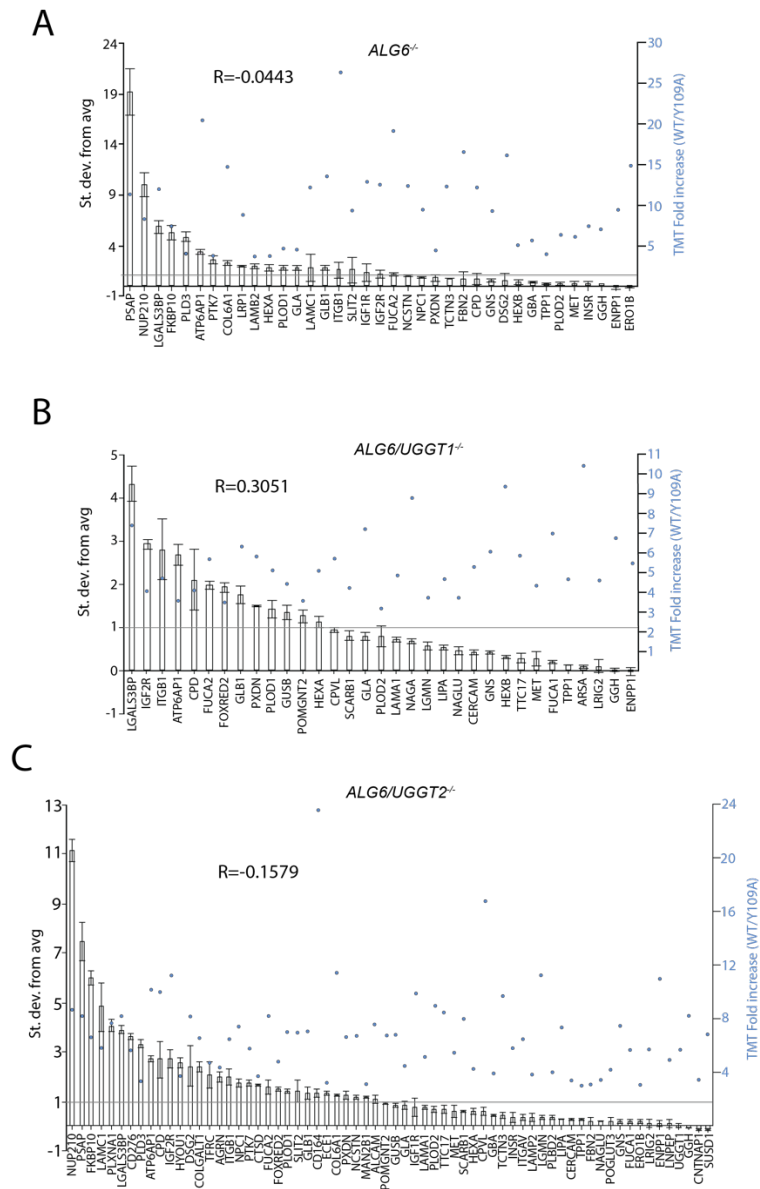 A
ALG6-/-
R=-0.0443
St. dev. from avg
24
19
14
9
4
-1
30
25
20
15
10
5
TMT Fold increase (WT/Y109A)
PSAP NUP210 LGALS3BP FKBP10 PLD3 ATP6AP1 PTK7 COL6A1 LRP1 LAMB2 HEXA PLOD1 GLA LAMC1 GLB1 ITGB1 SLIT2 IGF1R IGF2R FUCA2 NCSTN NPC1 PXDN TCTN3 FBN2 CPD GNS DSG2 HEXB GBA TPP1 PLOD2 MET INSR GGH ENPP1 ERO1B
B
ALG6/UGGT1-/-
R=0.3051
St. dev. from avg
5
4
3
2
1
0
-1
11
10
9
8
7
6
5
4
3
2
1
TMT Fold increase (WT/Y109A)
LGALS3BP IGF2R ITGB1 ATP6AP1 CPD FUCA2 FOXRED2 GLB1 PXDN PLOD1 GUSB POMGNT2 HEXA CPVL SCARB1 GLA PLOD2 LAMA1 NAGA LGMN LIPA NAGLU CERCAM GNS HEXB TTC17 MET FUCA1 TPP1 ARSA LRIG2 GGH ENPP1
C
ALG6/UGGT2-/-
R=-0.1579
St. dev. from avg
13
11
9
7
5
3
1
-1
24
20
16
12
8
4
TMT Fold increase (WT/Y109A)
NUP210 PSAP FKBP10 LAMC1 PLXNA1 LGALS3BP CD276 PLD3 ATP6AP1 CPD IGF2R HYOU1 DSG2 COLGALT1 TFRC AGRN ITGB1 NPC1 PTK7 CTSD FUCA2 FOXRED2 PLOD1 SLIT2 GLB1 CD164 ECE1 COL6A1 PXDN NCSTN MAN2B1 ALCAM POMGNT2 GUSB GLA IGF1R LAMA1 PLOD2 TTC17 MET SCARB1 HEXA CPVL GBA TCTN3 INSR ITGAV LAMP2 LGMN PLBD2 LIPA CERCAM TPP1 FBN1 NAGLU POGLUT3 GNS FUCA1 ERO1B LRIG2 ENPP1 LNPEP UGGT1 CNTNAP1 SUSD1